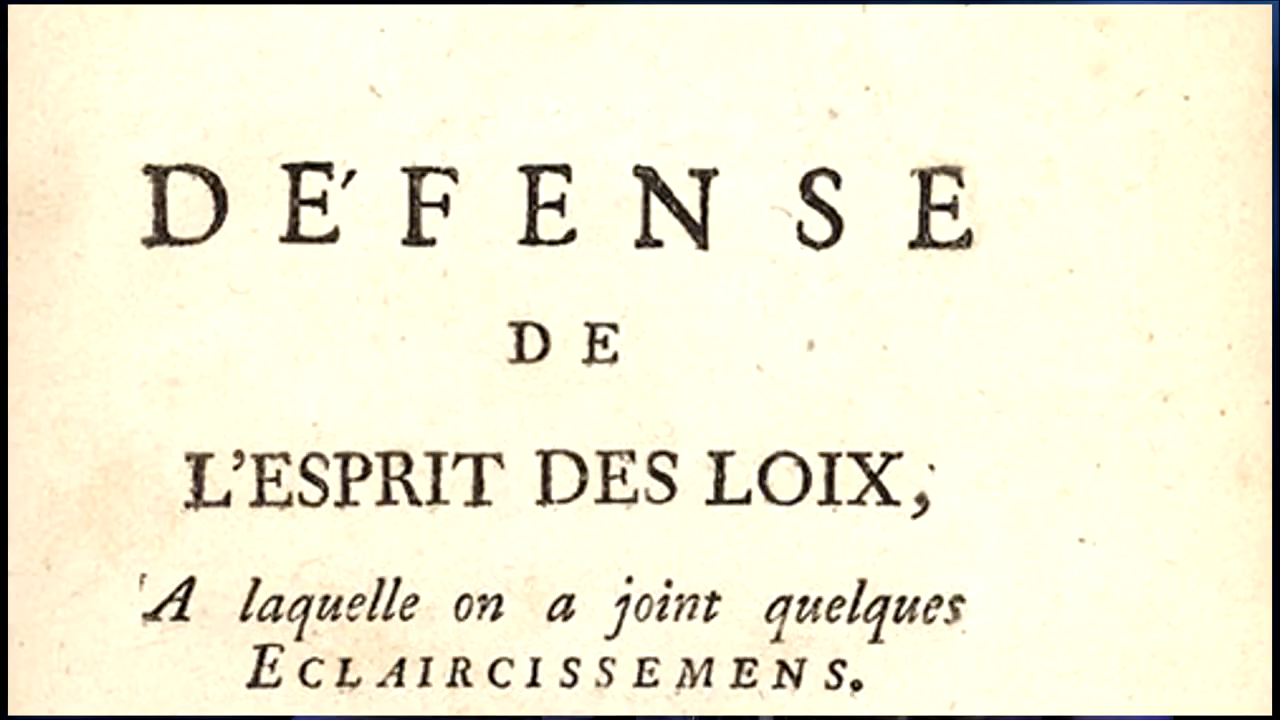 DÉFENSE
DE
L'ESPRIT DES LOIX,
A laquelle on a joint quelques
ECLAIRCISSEMENS.